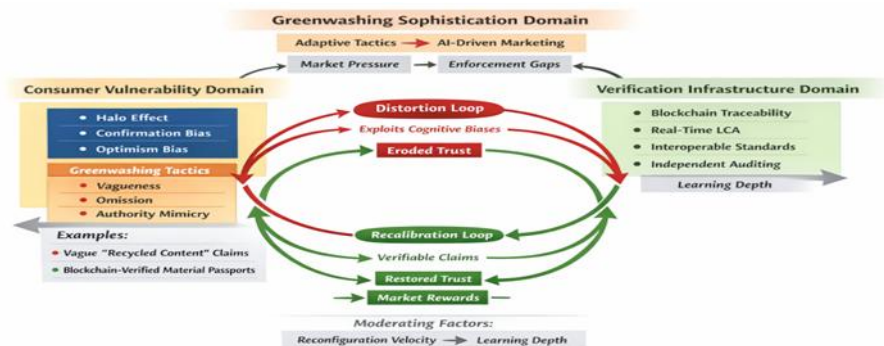 Greenwashing Sophistication Domain
Adaptive Tactics AI-Driven Marketing
Market Pressure Enforcement Gaps
Consumer Vulnerability Domain
Halo Effect
Confirmation Bias
Optimism Bias
Greenwashing Tactics
Vagueness
Omission
Authority Mimicry
Examples:
Vague "Recycled Content" Claims
Blockchain-Verified Material Passports
Distortion Loop
Exploits Cognitive Biases
Eroded Trust
Recalibration Loop
Verifiable Claims
Restored Trust
Market Rewards
Verification Infrastructure Domain
Blockchain Traceability
Real-Time LCA
Interoperable Standards
Independent Auditing
Learning Depth
Moderating Factors:
Reconfiguration Velocity Learning Depth